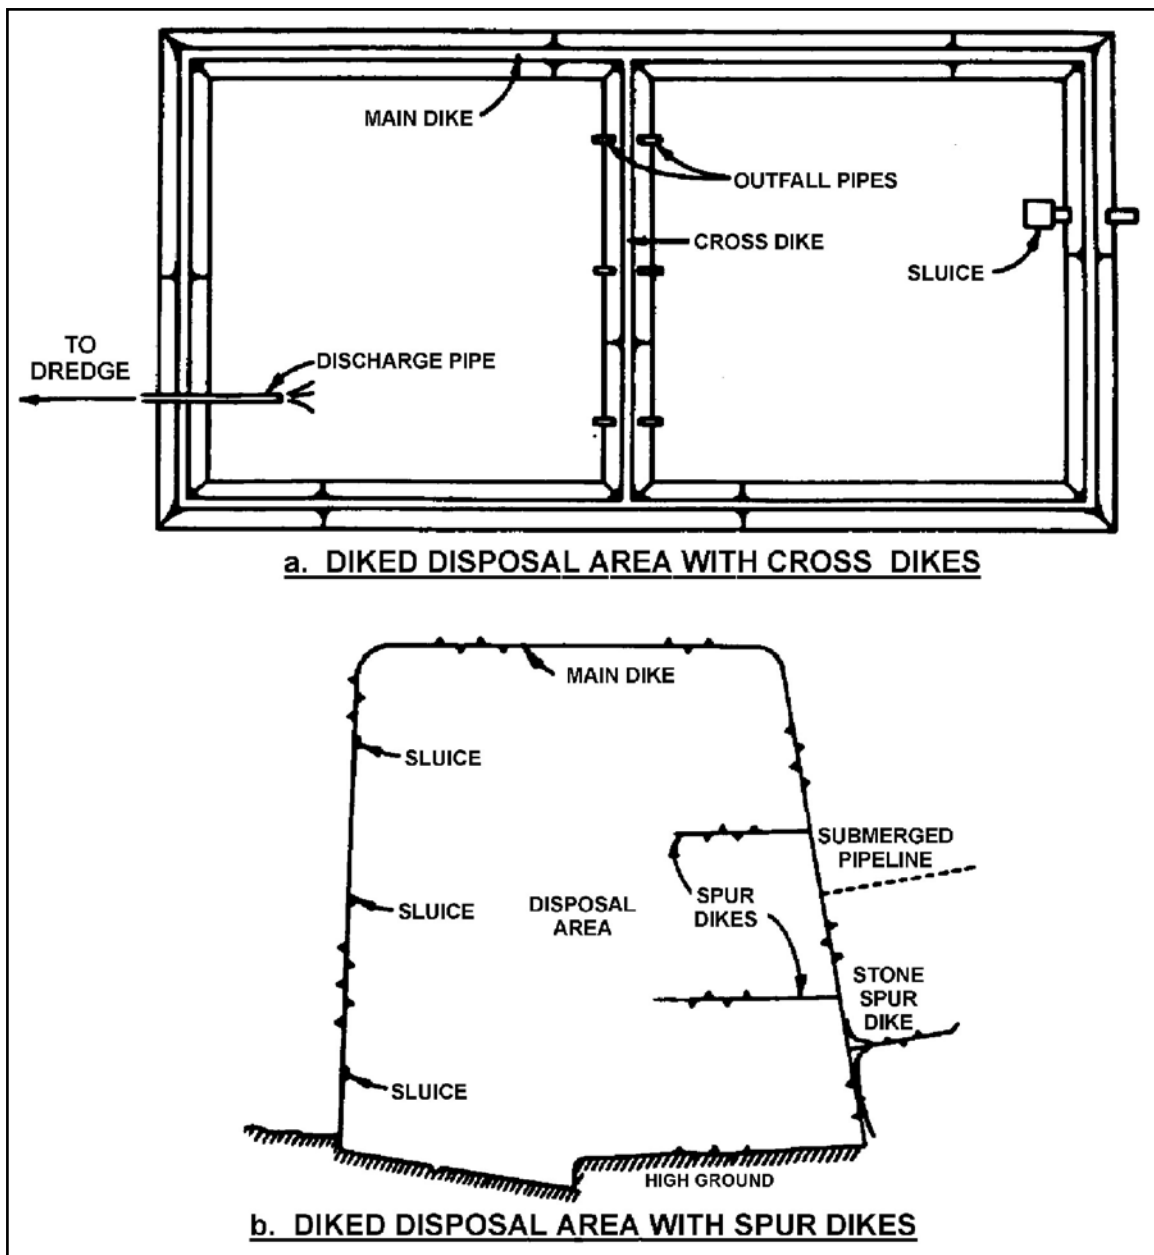 MAIN DIKE
OUTFALL PIPES
CROSS DIKE
SLUICE
TO
DREDGE
DISCHARGE PIPE
a. DIKED DISPOSAL AREA WITH CROSS DIKES
MAIN DIKE
SLUICE
SUBMERGED
PIPELINE
SPUR
DIKES
DISPOSAL
AREA
SLUICE
STONE
SPUR
DIKE
SLUICE
HIGH GROUND
b. DIKED DISPOSAL AREA WITH SPUR DIKES